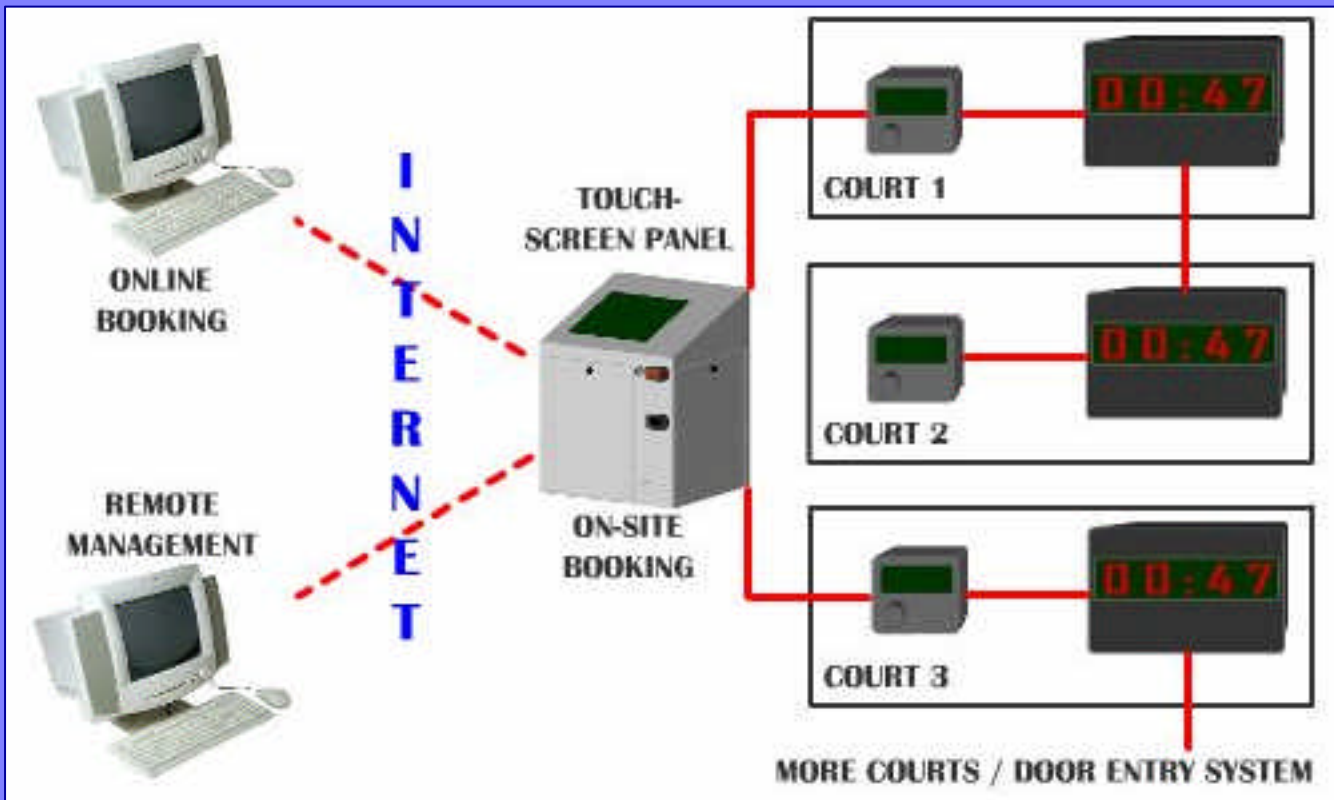 ONLINE
BOOKING
REMOTE
MANAGEMENT
INTERNET
TOUCH-
SCREEN PANEL
ON-SITE
BOOKING
00:47
COURT 1
00:47
COURT 2
00:47
COURT 3
MORE COURTS / DOOR ENTRY SYSTEM